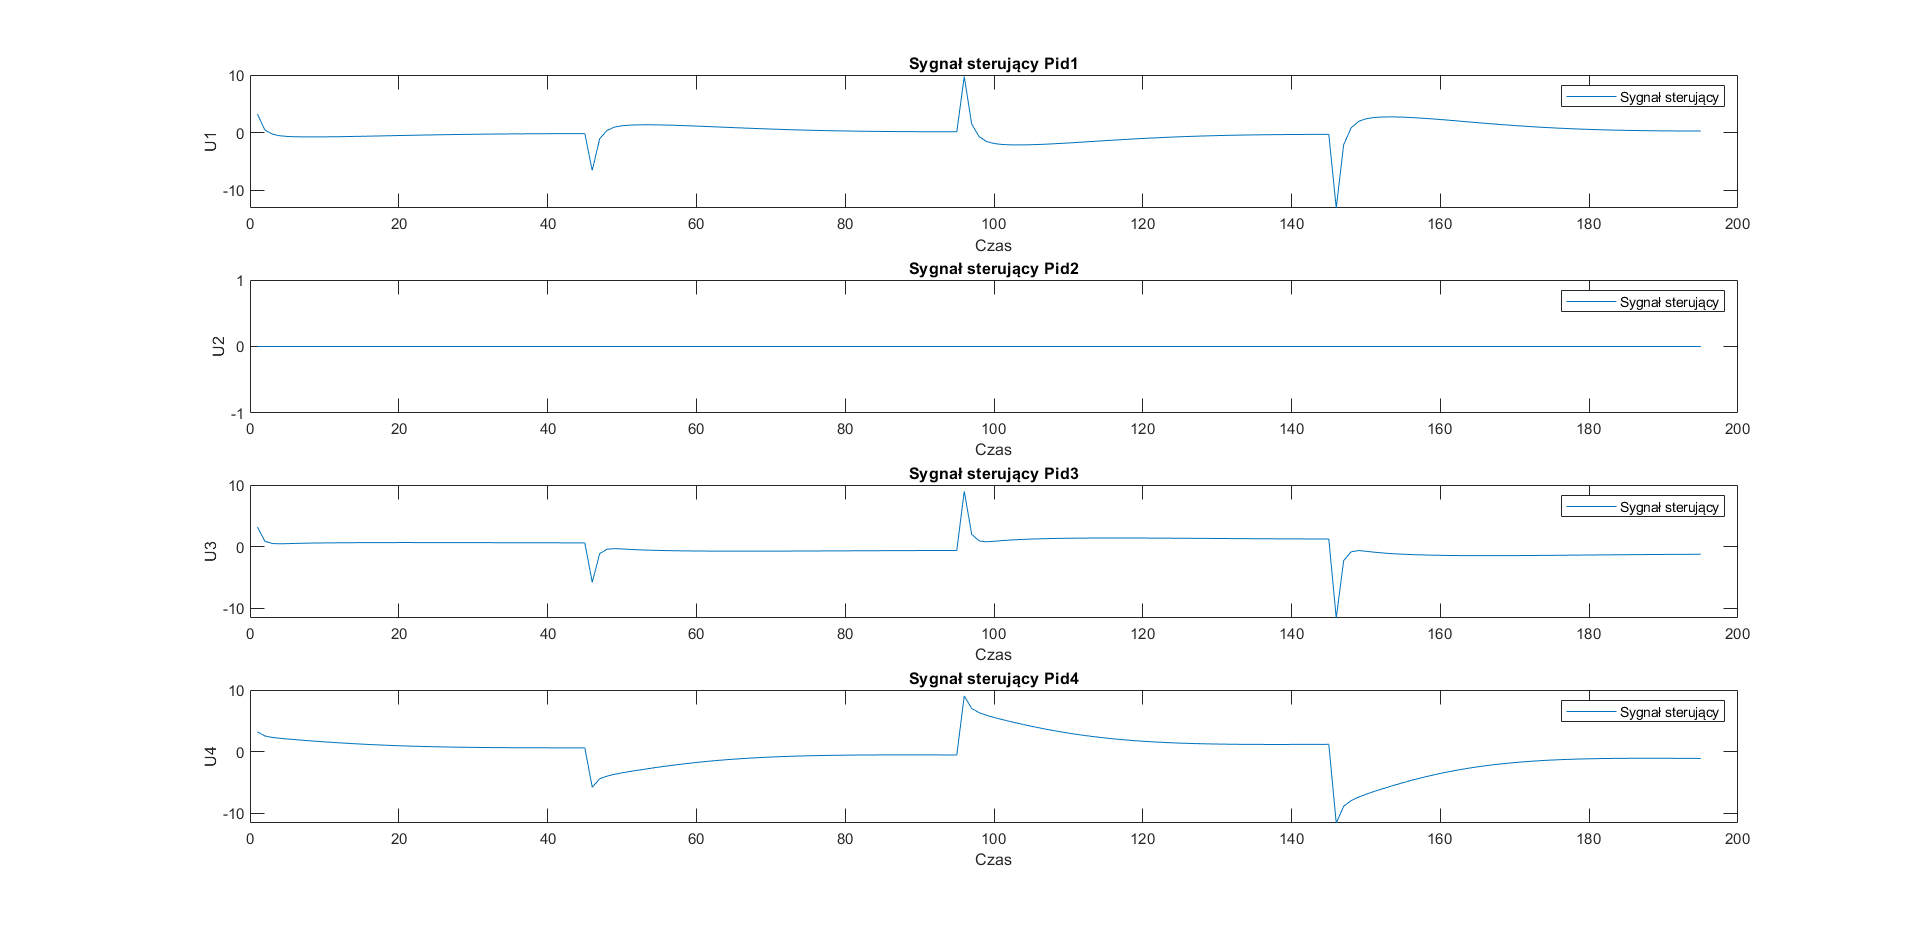 Sygnał sterujący Pid1
10
0
-10
U1
Sygnał sterujący
0 20 40 60 80 100 120 140 160 180 200
Czas
Sygnał sterujący Pid2
1
0
-1
U2
Sygnał sterujący
0 20 40 60 80 100 120 140 160 180 200
Czas
Sygnał sterujący Pid3
10
0
-10
U3
Sygnał sterujący
0 20 40 60 80 100 120 140 160 180 200
Czas
Sygnał sterujący Pid4
10
0
-10
U4
Sygnał sterujący
0 20 40 60 80 100 120 140 160 180 200
Czas